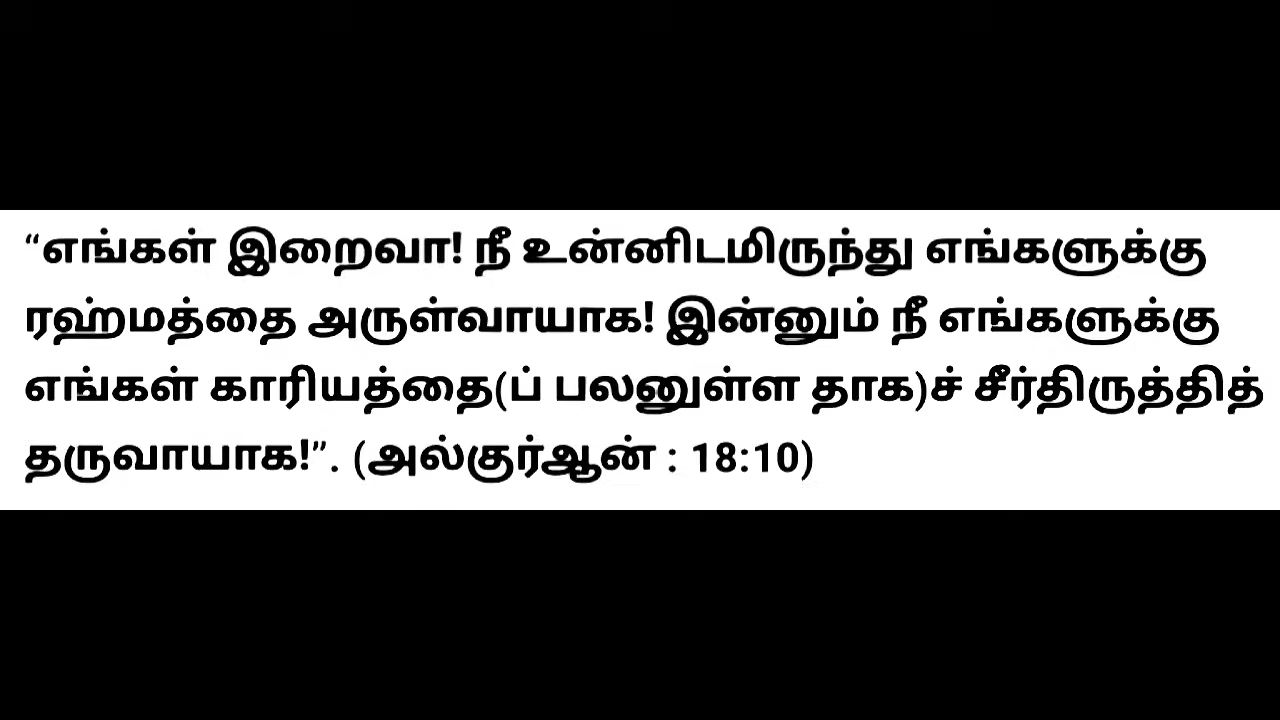 “எங்கள் இறைவா! நீ உன்னிடமிருந்து எங்களுக்கு
ரஹ்மத்தை அருள்வாயாக! இன்னும் நீ எங்களுக்கு
எங்கள் காரியத்தை(ப் பலனுள்ள தாக)ச் சீர்திருத்தித்
தருவாயாக!”. (அல்குர்ஆன் : 18:10)